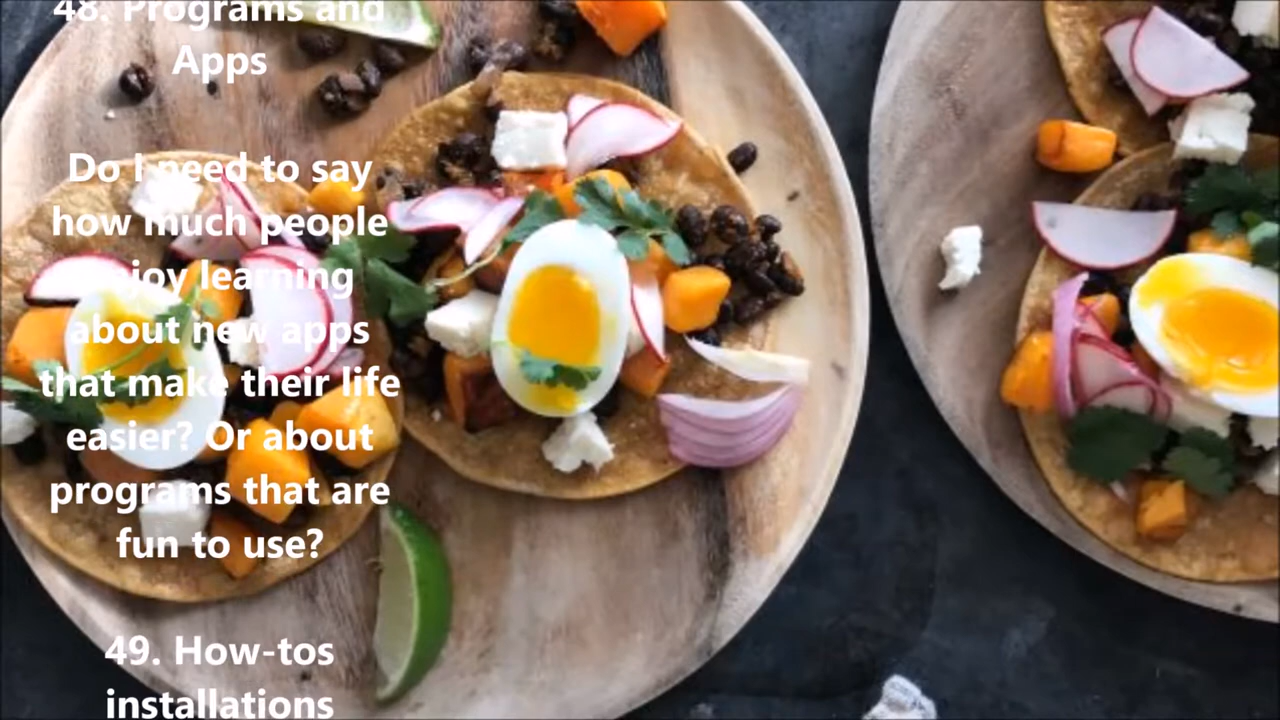 48. Programs and
Apps
Do I need to say
how much people
enjoy learning
about new apps
that make their life
easier? Or about
programs that are
fun to use?
49. How-tos
installations